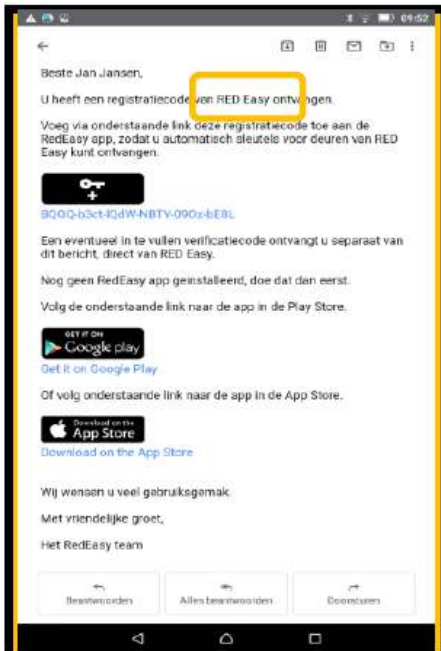 09:52
Beste Jan Jansen,
U heeft een registratiecode van RED Easy ontvangen.
Voeg via onderstaande link deze registratiecode toe aan de
RedEasy app, zodat u automatisch sleutels voor deuren van RED
Easy kunt ontvangen.
Een eventueel in te vullen verificatiecode ontvangt u separaat van
dit bericht, direct van RED Easy.
Nog geen RedEasy app geinstalleerd, doe dat dan eerst.
Volg de onderstaande link naar de app in de Play Store.
GET IT ON
Google play
Get it on Google Play
Of volg onderstaande link naar de app in de App Store.
Download on the
App Store
Download on the App Store
Wij wensen u veel gebruiksgemak.
Met vriendelijke groet,
Het RedEasy team
Beantwoorden
Allen beantwoorden
Doorsturen